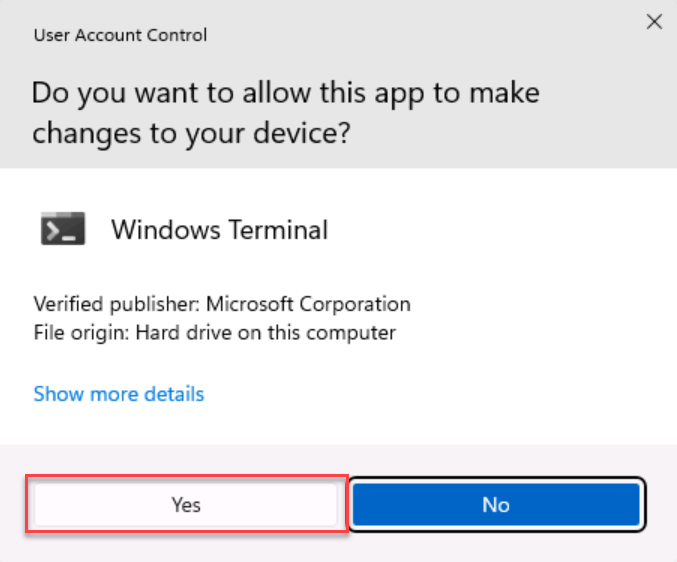 User Account Control
Do you want to allow this app to make
changes to your device?
Windows Terminal
Verified publisher: Microsoft Corporation
File origin: Hard drive on this computer
Show more details
Yes
No